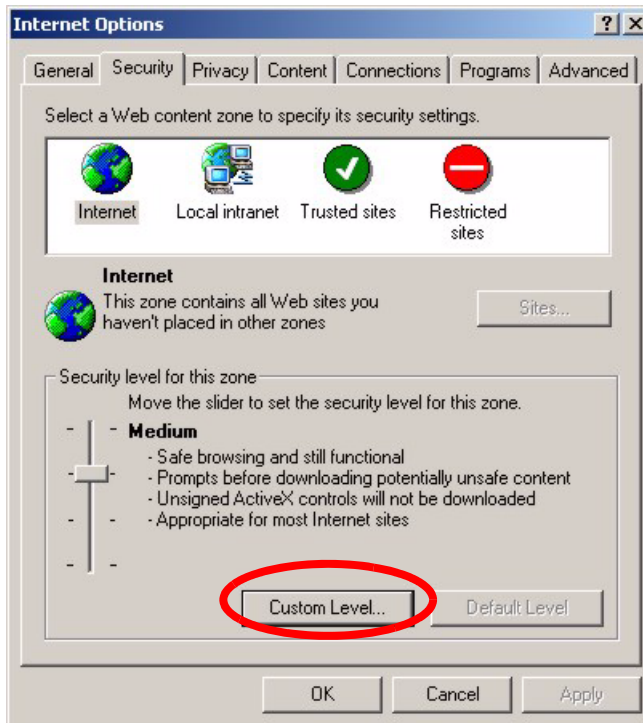 Internet Options
General Security Privacy Content Connections Programs Advanced
Select a Web content zone to specify its security settings.
Internet Local intranet Trusted sites Restricted
sites
Internet
This zone contains all Web sites you
haven't placed in other zones
Sites...
Security level for this zone
Move the slider to set the security level for this zone.
Medium
- Safe browsing and still functional
- Prompts before downloading potentially unsafe content
- Unsigned ActiveX controls will not be downloaded
- Appropriate for most Internet sites
Custom Level... Default Level
OK Cancel Apply